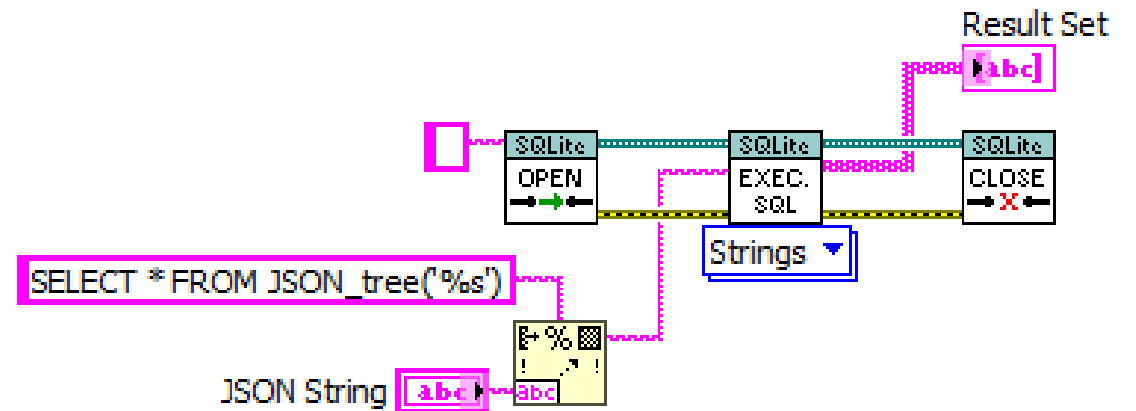 Result Set
[abc]
SQLite
OPEN
SQLite
EXEC.
SQL
SQLite
CLOSE
X
Strings
SELECT * FROM JSON_tree('%s')
%
! !
JSON String
abc
abc